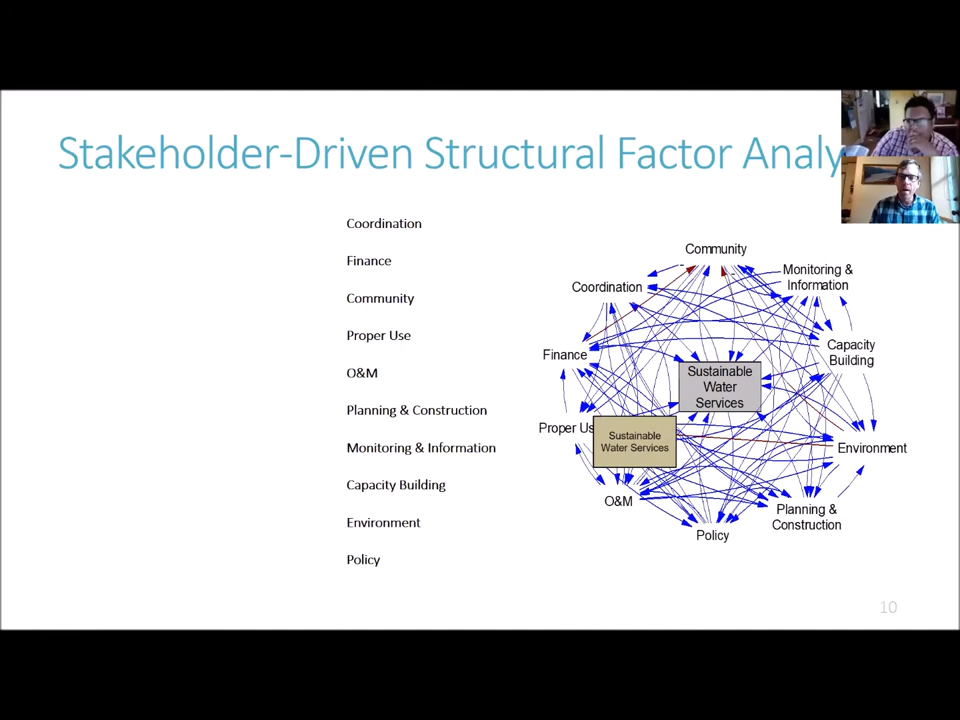 Stakeholder-Driven Structural Factor Analy
Coordination
Finance
Community
Proper Use
O&M
Planning & Construction
Monitoring & Information
Capacity Building
Environment
Policy
Community
Monitoring &
Information
Coordination
Capacity
Building
Finance
Sustainable
Water
Services
Proper Us
Sustainable
Water Services
Environment
O&M
Planning &
Construction
Policy
10